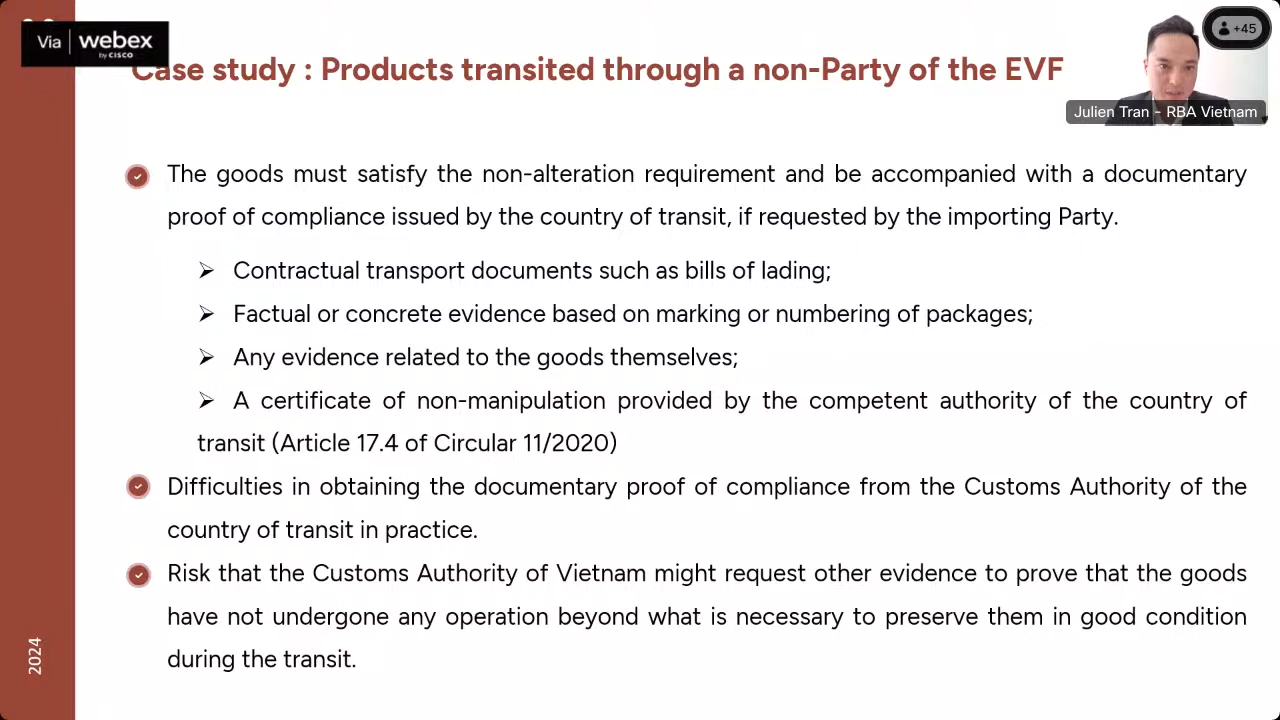 Via webex
by CISCO
+45
Case study : Products transited through a non-Party of the EVF
Julien Tran - RBA Vietnam
The goods must satisfy the non-alteration requirement and be accompanied with a documentary
proof of compliance issued by the country of transit, if requested by the importing Party.
Contractual transport documents such as bills of lading;
Factual or concrete evidence based on marking or numbering of packages;
Any evidence related to the goods themselves;
A certificate of non-manipulation provided by the competent authority of the country of
transit (Article 17.4 of Circular 11/2020)
Difficulties in obtaining the documentary proof of compliance from the Customs Authority of the
country of transit in practice.
Risk that the Customs Authority of Vietnam might request other evidence to prove that the goods
have not undergone any operation beyond what is necessary to preserve them in good condition
during the transit.
2024